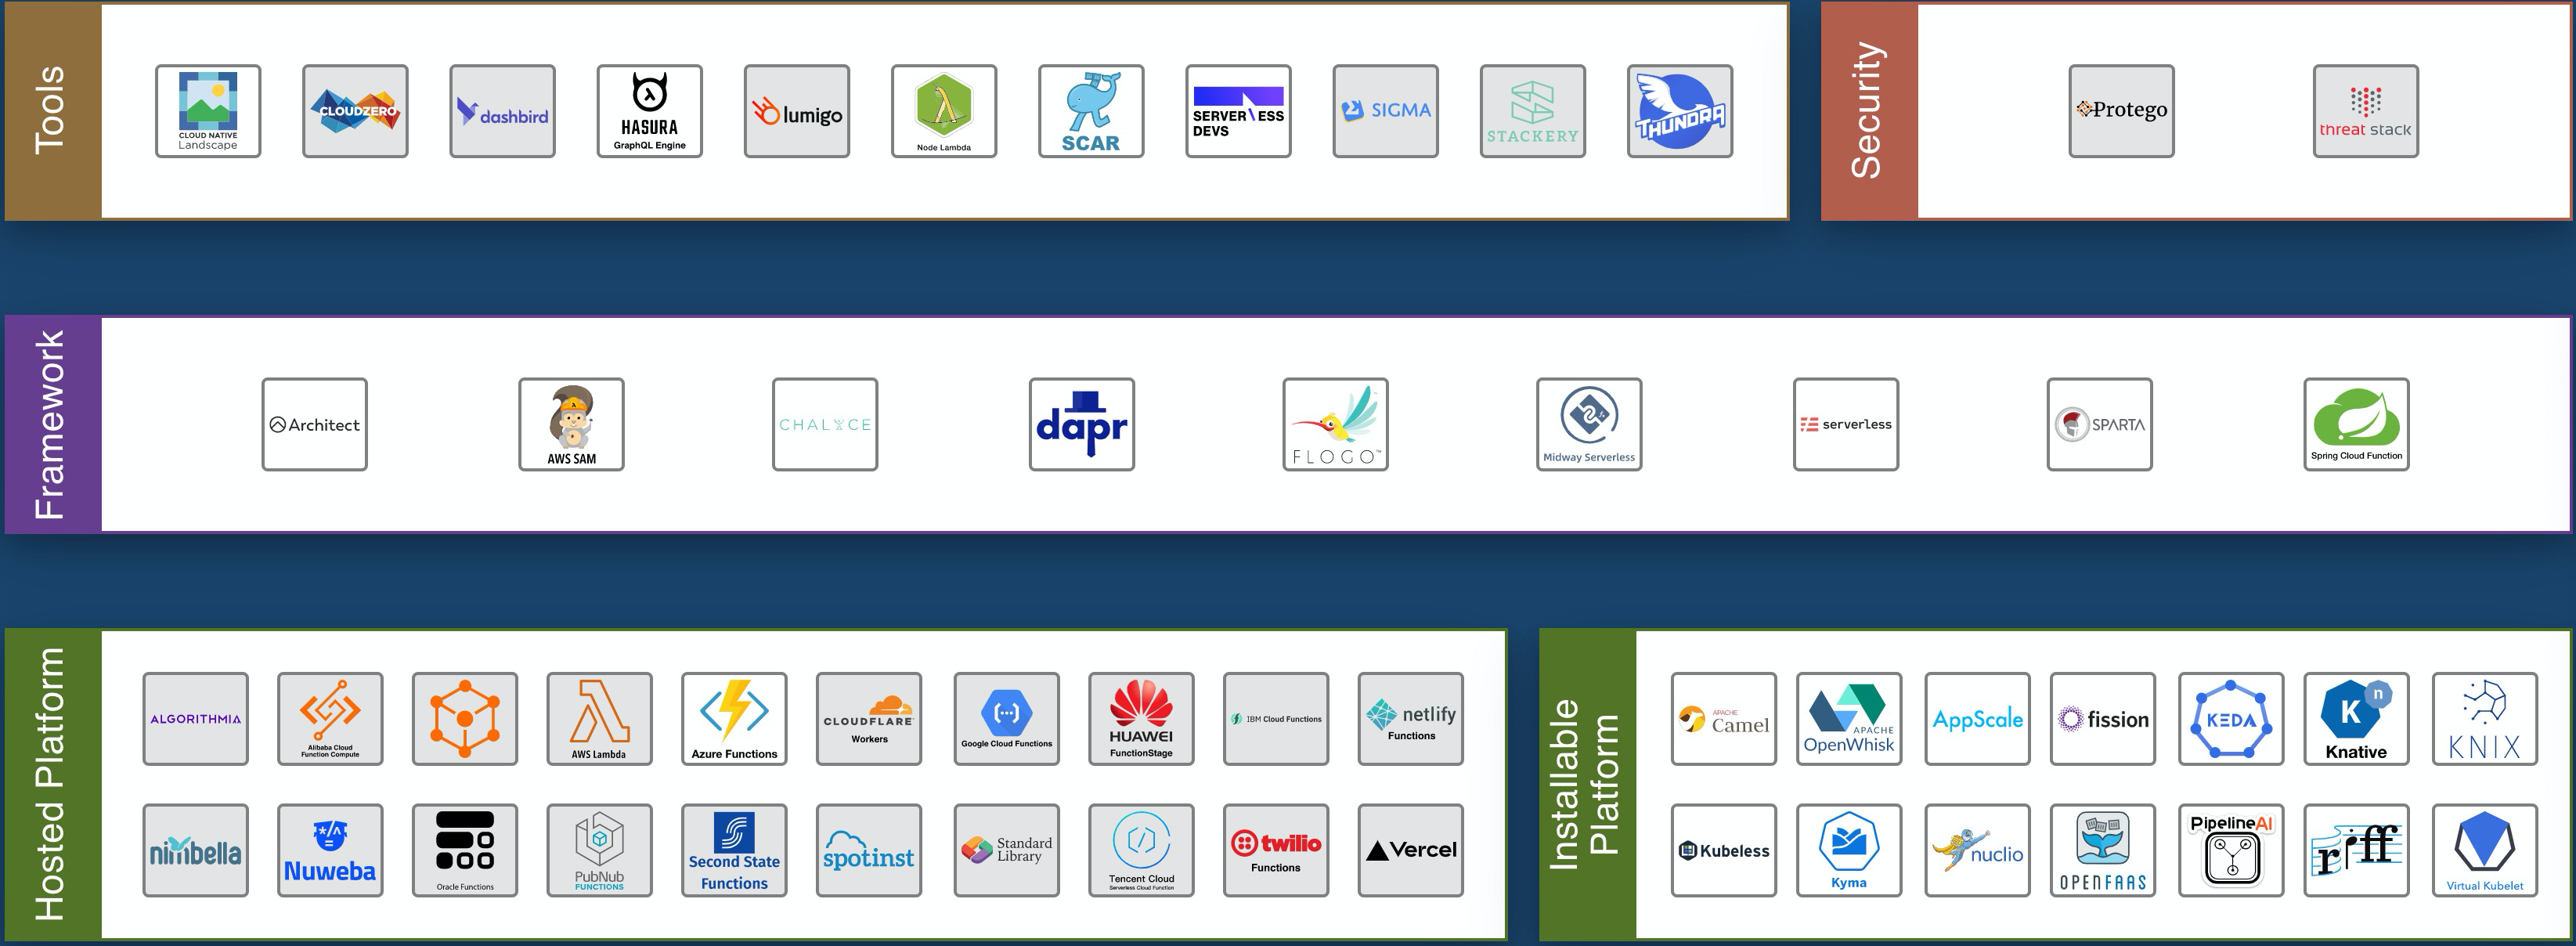 Tools
CLOUD NATIVE
Landscape
CLOUDZERO
dashbird
HASURA
GraphQL Engine
lumigo
Node Lambda
SCAR
SERVER\ESS
DEVS
SIGMA
STACKERY
THUNDRA
Security
Protego
threat stack
Framework
Architect
AWS SAM
CHALICE
dapr
FLOGO™
Midway Serverless
serverless
SPARTA
Spring Cloud Function
Hosted Platform
ALGORITHMIA
Alibaba Cloud
Function Compute
AWS Lambda
Azure Functions
CLOUDFLARE
Workers
Google Cloud Functions
HUAWEI
FunctionStage
IBM Cloud Functions
netlify
Functions
nimbella
*/^
Nuweba
Oracle Functions
PubNub
FUNCTIONS
Second State
Functions
spotinst
Standard
Library
Tencent Cloud
Serverless Cloud Function
twilio
Functions
Vercel
Installable
Platform
APACHE
Camel
APACHE
OpenWhisk
AppScale
fission
KEDA
K n
Knative
KNIX
Kubeless
Kyma
nuclio
OPENFAAS
PipelineAI
riff
Virtual Kubelet